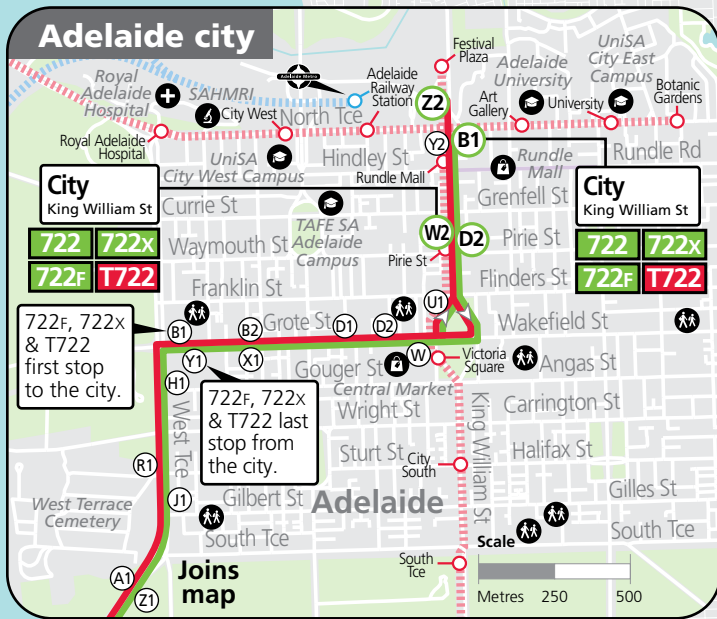 Adelaide city
Festival
Plaza
Royal
Adelaide
Hospital
SAHMRI
Adelaide Metro
Adelaide
Railway
Station
Z2
Adelaide
University
UniSA
City East
Campus
Botanic
Gardens
City West
North Tce
Art
Gallery
University
Royal Adelaide
Hospital
Hindley St
Y2
B1
Rundle Rd
UniSA
City West Campus
Rundle Mall
Rundle
Mall
City
King William St
722
722X
722F
T722
Currie St
Grenfell St
City
King William St
722
722X
722F
T722
Waymouth St
TAFE SA
Adelaide
Campus
W2
D2
Pirie St
Pirie St
Franklin St
Flinders St
U1
722F, 722X
& T722
first stop
to the city.
B1
B2
Grote St
D1
D2
Wakefield St
Y1
X1
Gouger St
W
Victoria
Square
Angas St
H1
Central Market
722F, 722X
& T722 last
stop from
the city.
West Tce
Wright St
King William St
Carrington St
R1
Sturt St
City
South
Halifax St
J1
Gilbert St
Adelaide
Gilles St
West Terrace
Cemetery
South Tce
South Tce
A1
Z1
Joins
map
South
Tce
Scale
Metres
250
500